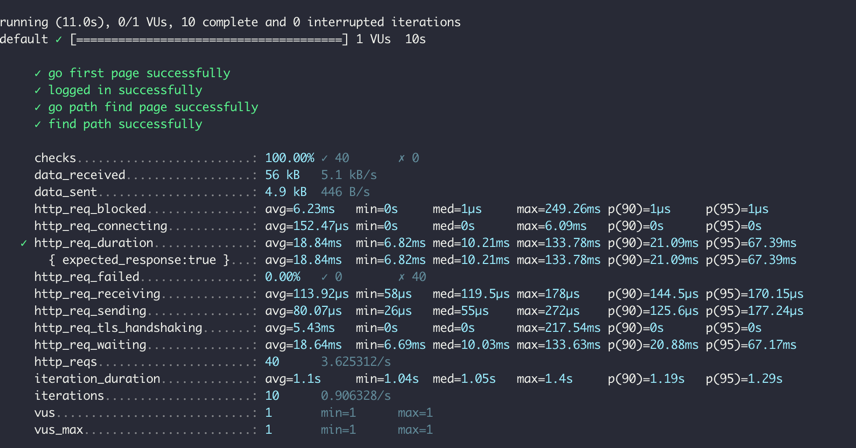 running (11.0s), 0/1 VUs, 10 complete and 0 interrupted iterations
default ✓ [======================================] 1 VUs  10s
✓ go first page successfully
✓ logged in successfully
✓ go path find page successfully
✓ find path successfully
checks.........................: 100.00% ✓ 40       ✗ 0
data_received..................: 56 kB   5.1 kB/s
data_sent......................: 4.9 kB  446 B/s
http_req_blocked...............: avg=6.23ms   min=0s     med=1µs     max=249.26ms p(90)=1µs     p(95)=1µs
http_req_connecting............: avg=152.47µs min=0s     med=0s      max=6.09ms   p(90)=0s      p(95)=0s
✓ http_req_duration..............: avg=18.84ms  min=6.82ms med=10.21ms max=133.78ms p(90)=21.09ms p(95)=67.39ms
{ expected_response:true }...: avg=18.84ms  min=6.82ms med=10.21ms max=133.78ms p(90)=21.09ms p(95)=67.39ms
http_req_failed................: 0.00%   ✓ 0        ✗ 40
http_req_receiving.............: avg=113.92µs min=58µs   med=119.5µs max=178µs    p(90)=144.5µs p(95)=170.15µs
http_req_sending...............: avg=80.07µs  min=26µs   med=55µs    max=272µs    p(90)=125.6µs p(95)=177.24µs
http_req_tls_handshaking.......: avg=5.43ms   min=0s     med=0s      max=217.54ms p(90)=0s      p(95)=0s
http_req_waiting...............: avg=18.64ms  min=6.69ms med=10.03ms max=133.63ms p(90)=20.88ms p(95)=67.17ms
http_reqs......................: 40      3.625312/s
iteration_duration.............: avg=1.1s     min=1.04s  med=1.05s   max=1.4s     p(90)=1.19s   p(95)=1.29s
iterations.....................: 10      0.906328/s
vus............................: 1       min=1      max=1
vus_max........................: 1       min=1      max=1